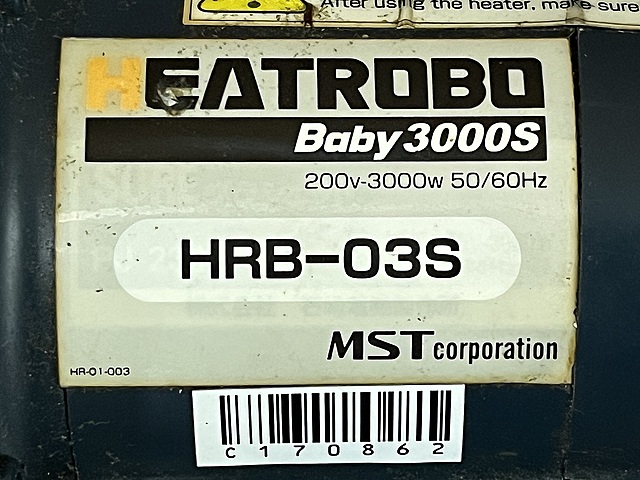 After using the heater, make sure
HEATROBO
Baby 3000S
200v-3000w 50/60Hz
HRB-03S
MST corporation
HR-01-003
C170862